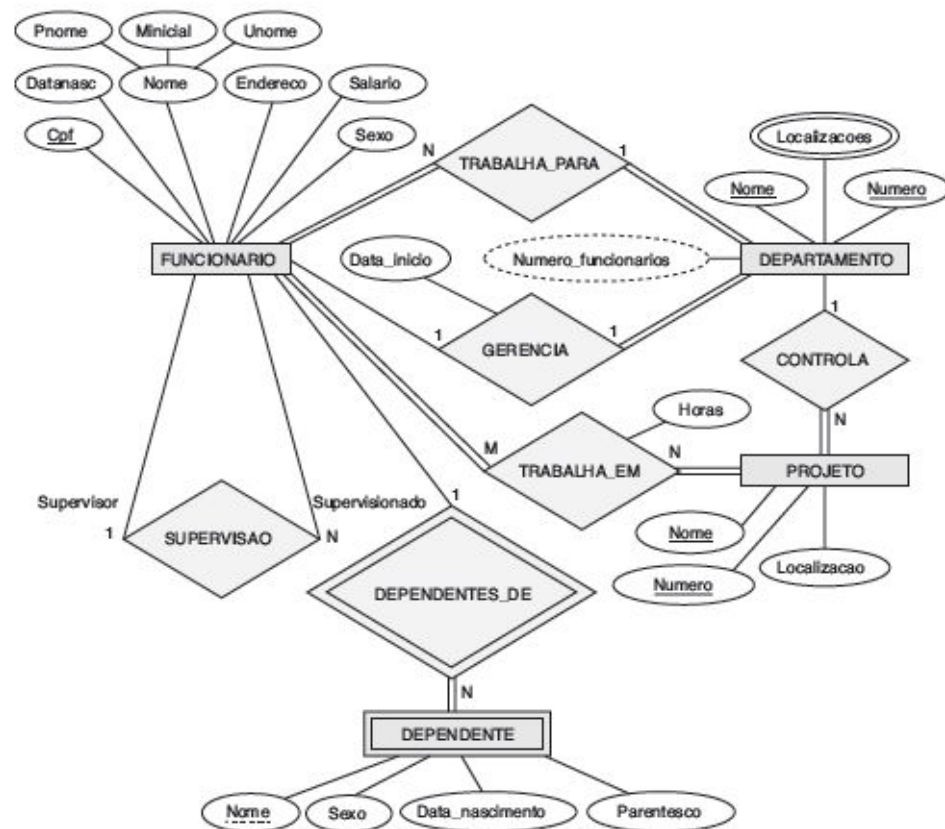 Pnome
Minicial
Unome
Datanasc
Nome
Endereco
Salario
Cpf
Sexo
N
TRABALHA_PARA
1
Localizacoes
Nome
Numero
FUNCIONARIO
Data_inicio
Numero_funcionarios
DEPARTAMENTO
1
GERENCIA
1
1
CONTROLA
N
Horas
M
TRABALHA_EM
N
PROJETO
Supervisor
Supervisionado
1
1
SUPERVISAO
N
Nome
Localizacao
Numero
DEPENDENTES_DE
N
DEPENDENTE
Nome
Sexo
Data_nascimento
Parentesco